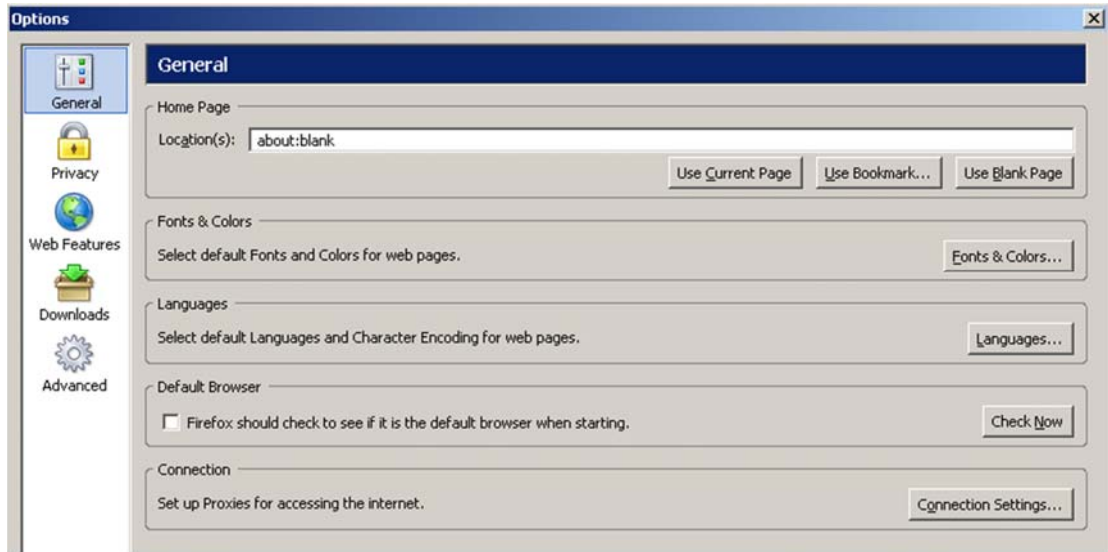 Options
General
Privacy
Web Features
Downloads
Advanced
General
Home Page
Location(s): about:blank
Use Current Page Use Bookmark... Use Blank Page
Fonts & Colors
Select default Fonts and Colors for web pages. Fonts & Colors...
Languages
Select default Languages and Character Encoding for web pages. Languages...
Default Browser
Firefox should check to see if it is the default browser when starting. Check Now
Connection
Set up Proxies for accessing the internet. Connection Settings...